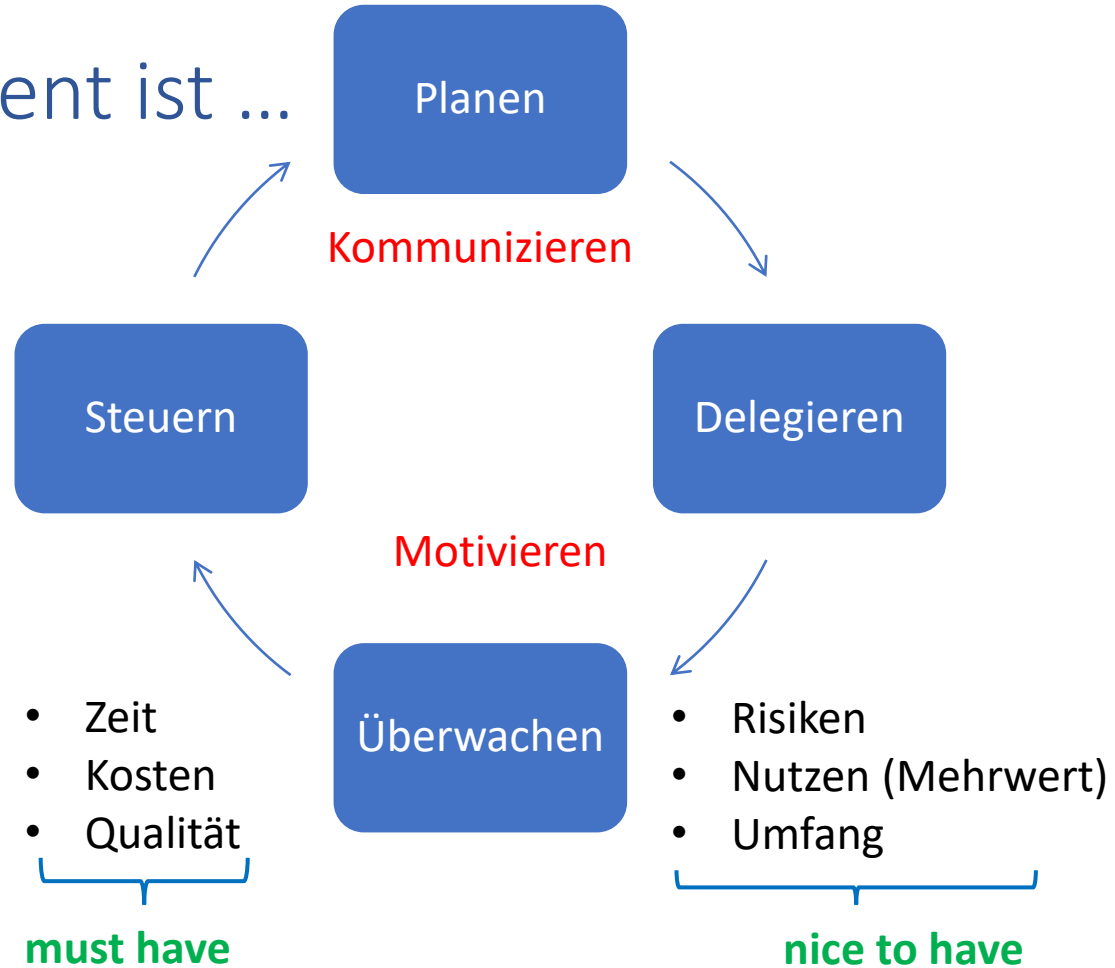 ent ist ...
Planen
Kommunizieren
Steuern
Delegieren
Motivieren
Überwachen
• Zeit
• Kosten
• Qualität
must have
• Risiken
• Nutzen (Mehrwert)
• Umfang
nice to have